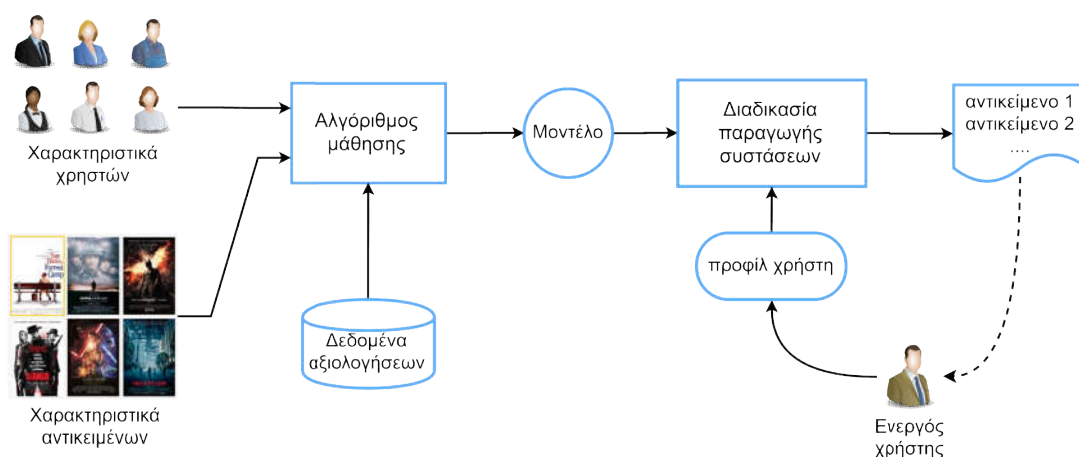 Χαρακτηριστικά
χρηστών
Αλγόριθμος
μάθησης
Μοντέλο
Διαδικασία
παραγωγής
συστάσεων
αντικείμενο 1
αντικείμενο 2
....
προφίλ χρήστη
Δεδομένα
αξιολογήσεων
Χαρακτηριστικά
αντικειμένων
Ενεργός
χρήστης